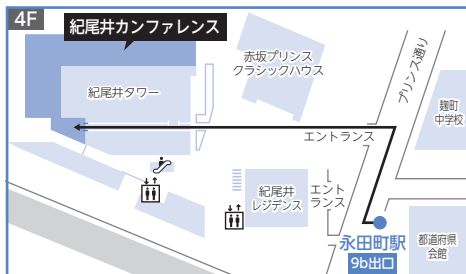 4F
紀尾井カンファレンス
紀尾井タワー
赤坂プリンス
クラシックハウス
プリンス通り
麹町
中学校
エントランス
紀尾井
レジデンス
エント
ランス
永田町駅
9b出口
都道府県
会館